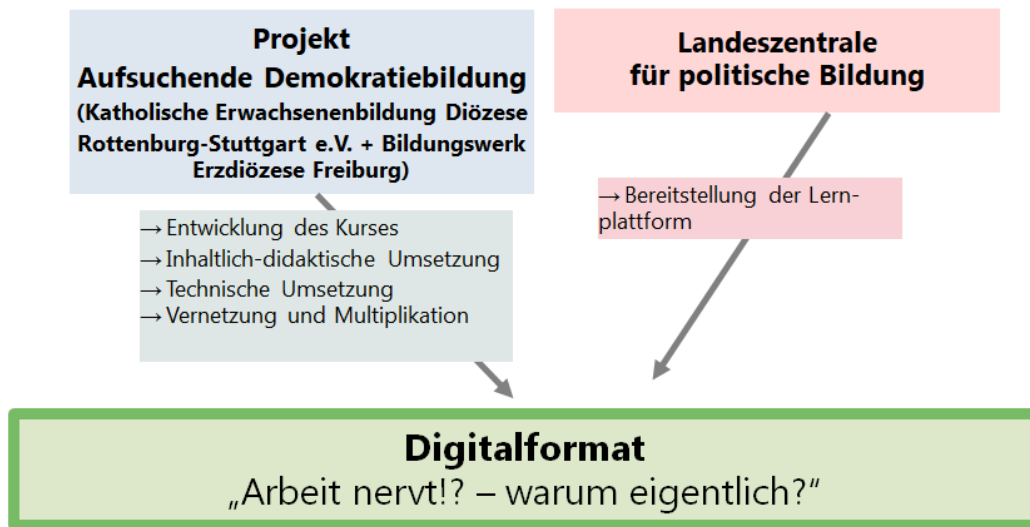 Projekt
Aufsuchende Demokratiebildung
(Katholische Erwachsenenbildung Diözese
Rottenburg-Stuttgart e.V. + Bildungswerk
Erzdiözese Freiburg)
Landeszentrale
für politische Bildung
→ Entwicklung des Kurses
→ Inhaltlich-didaktische Umsetzung
→ Technische Umsetzung
→ Vernetzung und Multiplikation
→ Bereitstellung der Lern-
plattform
Digitalformat
„Arbeit nervt!? – warum eigentlich?“